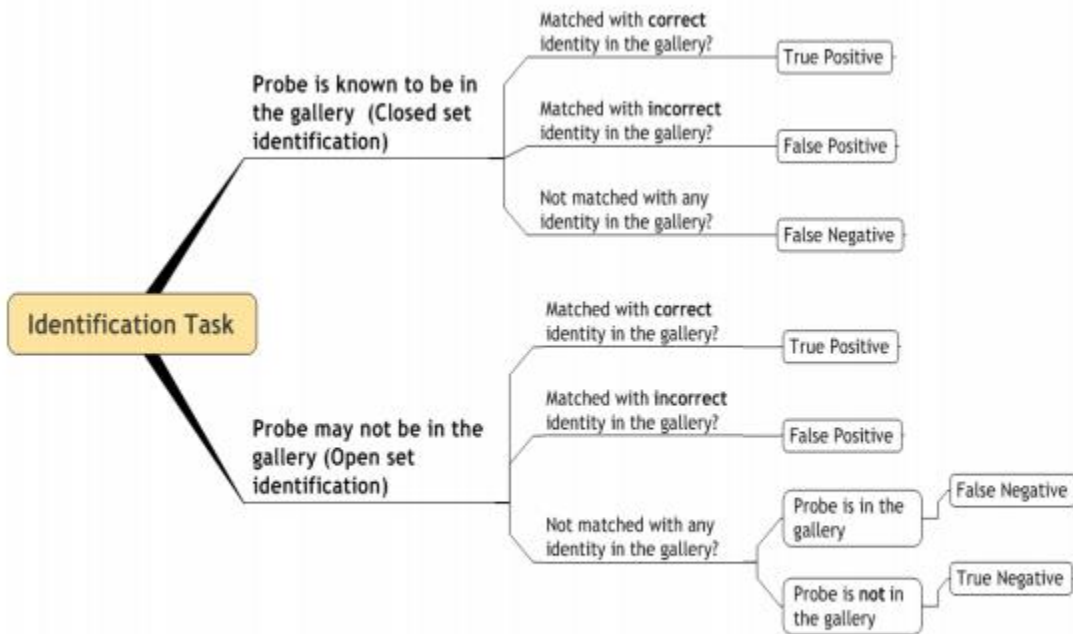 Identification Task
Probe is known to be in
the gallery (Closed set
identification)
Matched with correct
identity in the gallery?
True Positive
Matched with incorrect
identity in the gallery?
False Positive
Not matched with any
identity in the gallery?
False Negative
Probe may not be in the
gallery (Open set
identification)
Matched with correct
identity in the gallery?
True Positive
Matched with incorrect
identity in the gallery?
False Positive
Not matched with any
identity in the gallery?
Probe is in the
gallery
False Negative
Probe is not in
the gallery
True Negative